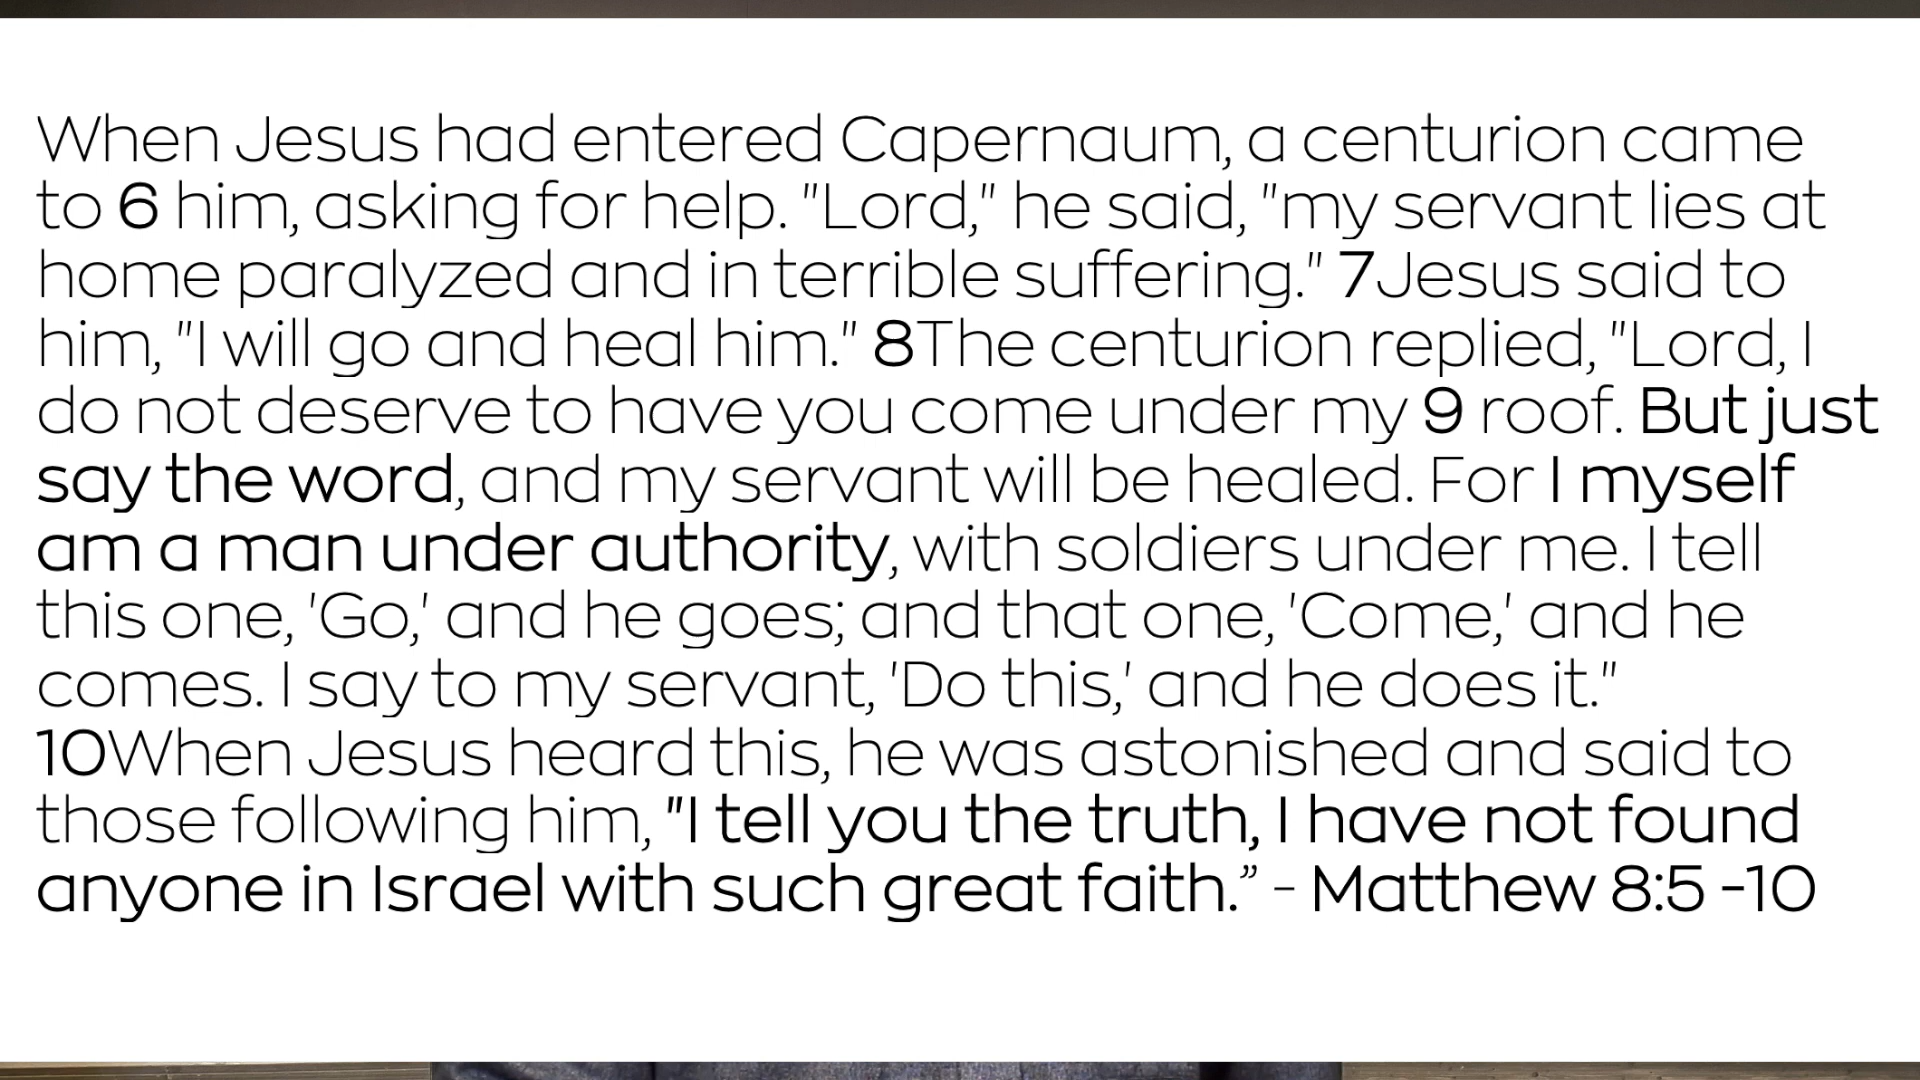 When Jesus had entered Capernaum, a centurion came
to 6 him, asking for help. "Lord," he said, "my servant lies at
home paralyzed and in terrible suffering." 7Jesus said to
him, "I will go and heal him." 8The centurion replied, "Lord, I
do not deserve to have you come under my 9 roof. But just
say the word, and my servant will be healed. For I myself
am a man under authority, with soldiers under me. I tell
this one, 'Go,' and he goes; and that one, 'Come,' and he
comes. I say to my servant, 'Do this,' and he does it."
10When Jesus heard this, he was astonished and said to
those following him, "I tell you the truth, I have not found
anyone in Israel with such great faith.” - Matthew 8:5 -10